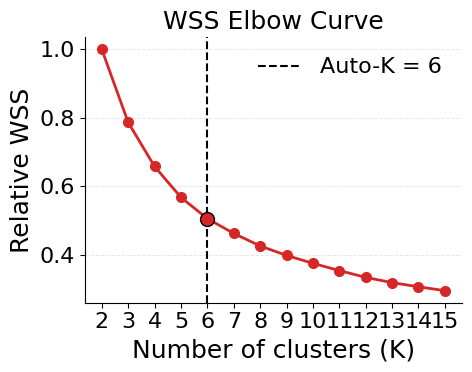 WSS Elbow Curve
Auto-K = 6
Relative WSS
1.0
0.8
0.6
0.4
2 3 4 5 6 7 8 9 10 11 12 13 14 15
Number of clusters (K)